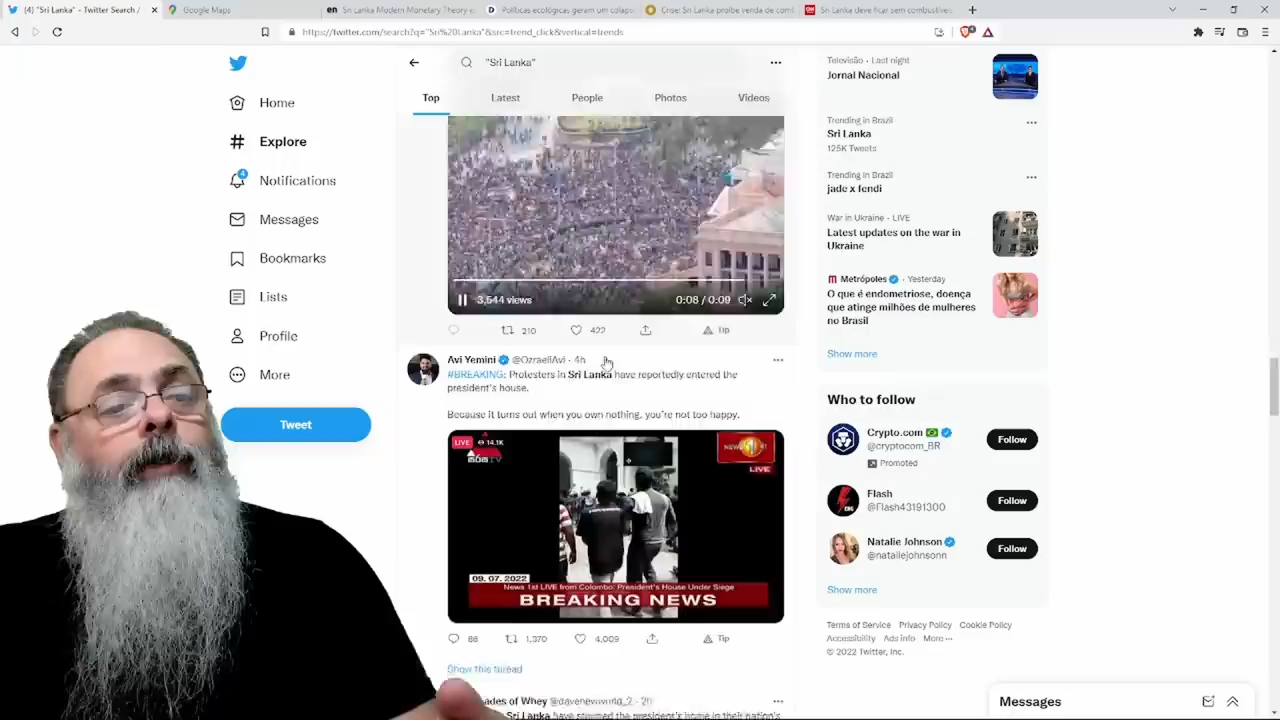 (4) "Sri Lanka" - Twitter Search /
Google Maps
Sri Lanka Modern Monetary Theory e
Políticas ecológicas geram um colaps
Crise: Sri Lanka proíbe venda de com
Sri Lanka deve ficar sem combustíve
https://twitter.com/search?q="Sri%20Lanka"&src=trend_click&vertical=trends
"Sri Lanka"
Top
Latest
People
Photos
Videos
Home
Explore
4
Notifications
Messages
Bookmarks
Lists
Profile
More
Tweet
3,544 views
0:08 / 0:09
210
422
Tip
Avi Yemini @OzraeliAvi · 4h
#BREAKING: Protesters in Sri Lanka have reportedly entered the
president's house.
Because it turns out when you own nothing, you're not too happy.
LIVE 14.1K
LIVE
09. 07. 2022
News 1st LIVE from Colombo: President's House Under Siege
BREAKING NEWS
86
1,370
4,009
Tip
Show this thread
ades of Whey @davenewworld_2 · 2h
Sri Lanka have stormed the president's home in their nation's
Televisão · Last night
Jornal Nacional
Trending in Brazil
Sri Lanka
125K Tweets
Trending in Brazil
jade x fendi
War in Ukraine · LIVE
Latest updates on the war in
Ukraine
Metrópoles · Yesterday
O que é endometriose, doença
que atinge milhões de mulheres
no Brasil
Show more
Who to follow
Crypto.com
@cryptocom_BR
Promoted
Follow
Flash
@Flash43191300
Follow
Natalie Johnson
@nataliejohnsonn
Follow
Show more
Terms of Service Privacy Policy Cookie Policy
Accessibility Ads info More ···
© 2022 Twitter, Inc.
Messages